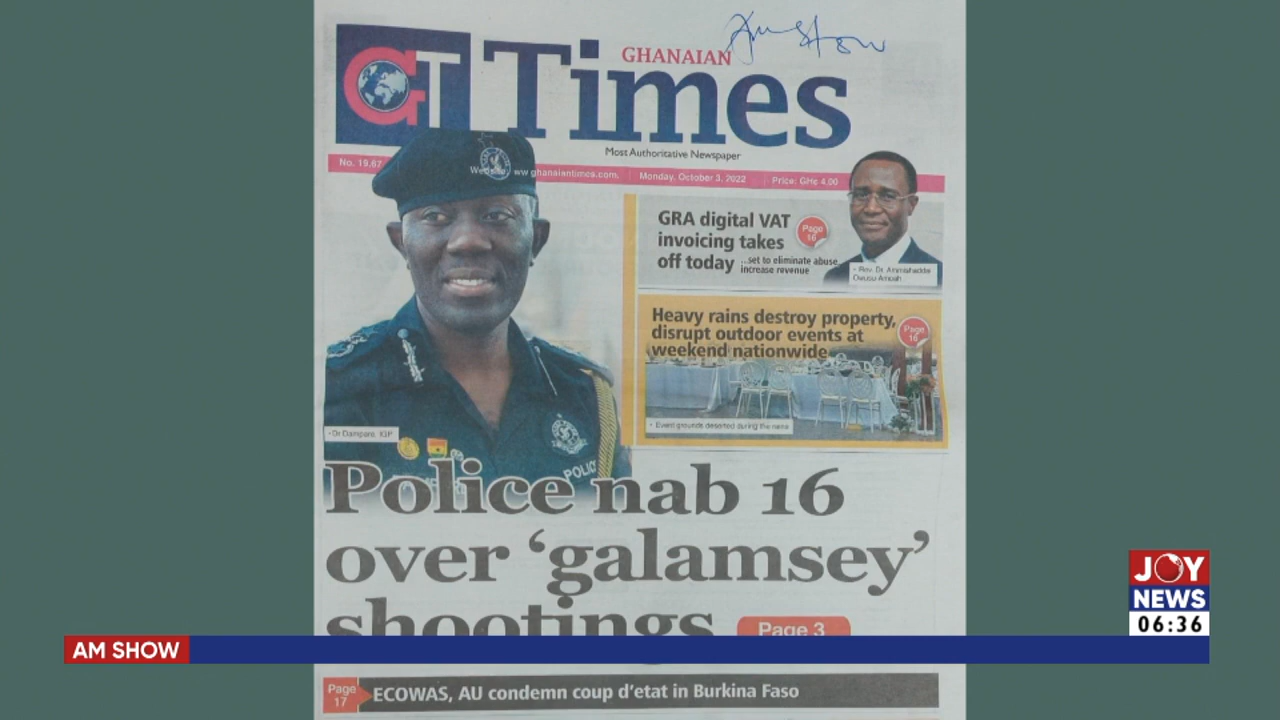 GT
GHANAIAN
Times
Most Authoritative Newspaper
No. 19,67
ww ghanaiantimes.com.
Monday, October 3, 2022
Price: GH¢ 4.00
GRA digital VAT
invoicing takes
off today
...set to eliminate abuse,
increase revenue
Page
16
• Rev. Dr. Ammishaddai
Owusu-Amoah
Heavy rains destroy property,
disrupt outdoor events at
weekend nationwide
Page
16
• Event grounds deserted during the rains
• Dr Dampare, IGP
POLICE
Police nab 16
over ‘galamsey’
shootings
Page 3
JOY
NEWS
06:36
AM SHOW
Page
17
ECOWAS, AU condemn coup d’etat in Burkina Faso